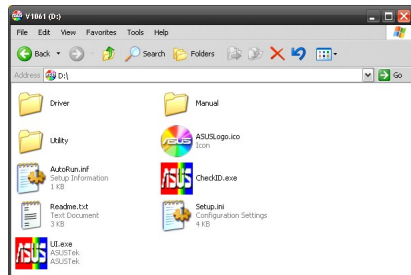 V1061 (D:)
File Edit View Favorites Tools Help
Back Search Folders
Address D:\ Go
Driver
Manual
Utility
ASUSLogo.ico
Icon
AutoRun.inf
Setup Information
1 KB
CheckID.exe
Readme.txt
Text Document
3 KB
Setup.ini
Configuration Settings
4 KB
UI.exe
ASUSTek
ASUSTek